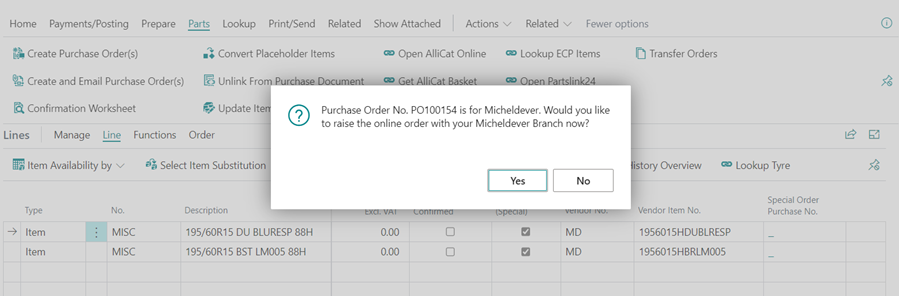 Home Payments/Posting Prepare Parts Lookup Print/Send Related Show Attached Actions Related Fewer options
Create Purchase Order(s) Convert Placeholder Items Open AlliCat Online Lookup ECP Items Transfer Orders
Create and Email Purchase Order(s) Unlink From Purchase Document Get AlliCat Basket Open Partslink24
Confirmation Worksheet Update Item
Purchase Order No. PO100154 is for Micheldever. Would you like
to raise the online order with your Micheldever Branch now?
Yes No
Lines Manage Line Functions Order
Item Availability by Select Item Substitution History Overview Lookup Tyre
Type No. Description Excl. VAT Confirmed (Special) Vendor No. Vendor Item No. Special Order
Purchase No.
Item MISC 195/60R15 DU BLURESP 88H 0.00 MD 1956015HDUBLRESP _
Item MISC 195/60R15 BST LM005 88H 0.00 MD 1956015HBRLM005 _